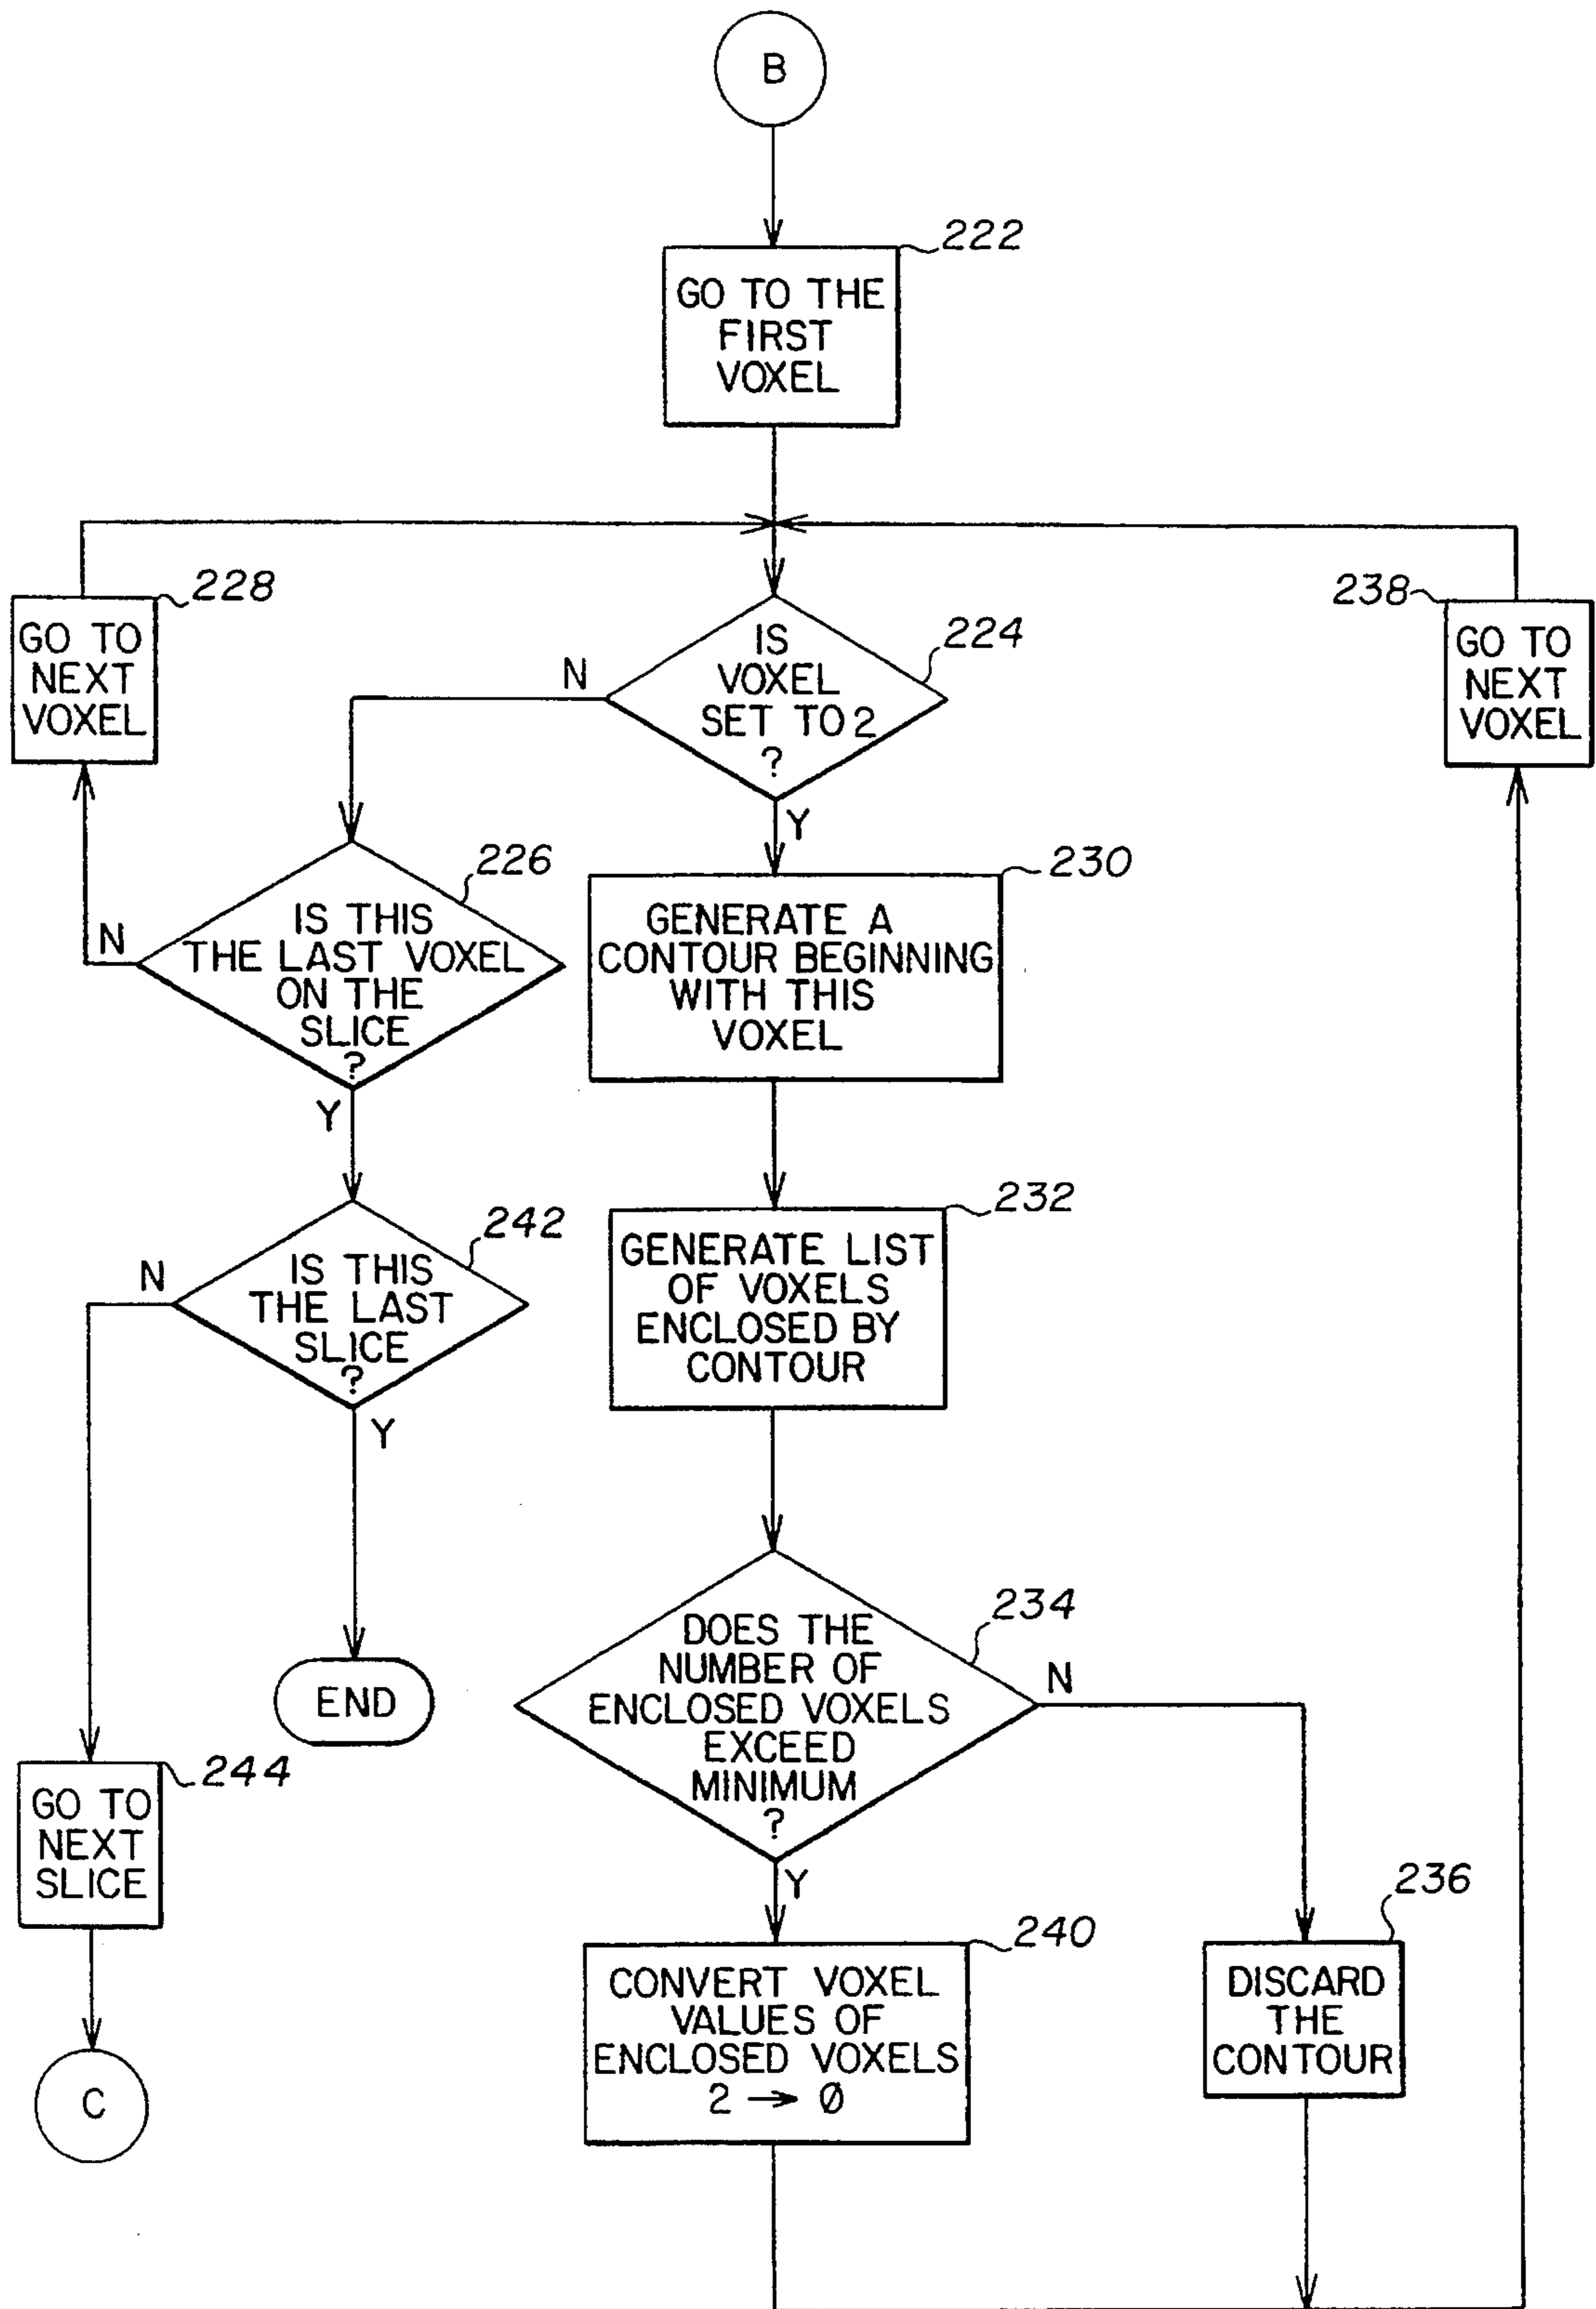 B
222
GO TO THE
FIRST
VOXEL
228
GO TO
NEXT
VOXEL
238
GO TO
NEXT
VOXEL
224
IS
VOXEL
SET TO 2
?
N
Y
226
IS THIS
THE LAST VOXEL
ON THE
SLICE
?
N
Y
230
GENERATE A
CONTOUR BEGINNING
WITH THIS
VOXEL
242
IS THIS
THE LAST
SLICE
?
N
Y
232
GENERATE LIST
OF VOXELS
ENCLOSED BY
CONTOUR
END
234
DOES THE
NUMBER OF
ENCLOSED VOXELS
EXCEED
MINIMUM
?
N
Y
244
GO TO
NEXT
SLICE
C
240
CONVERT VOXEL
VALUES OF
ENCLOSED VOXELS
2 → Ø
236
DISCARD
THE
CONTOUR